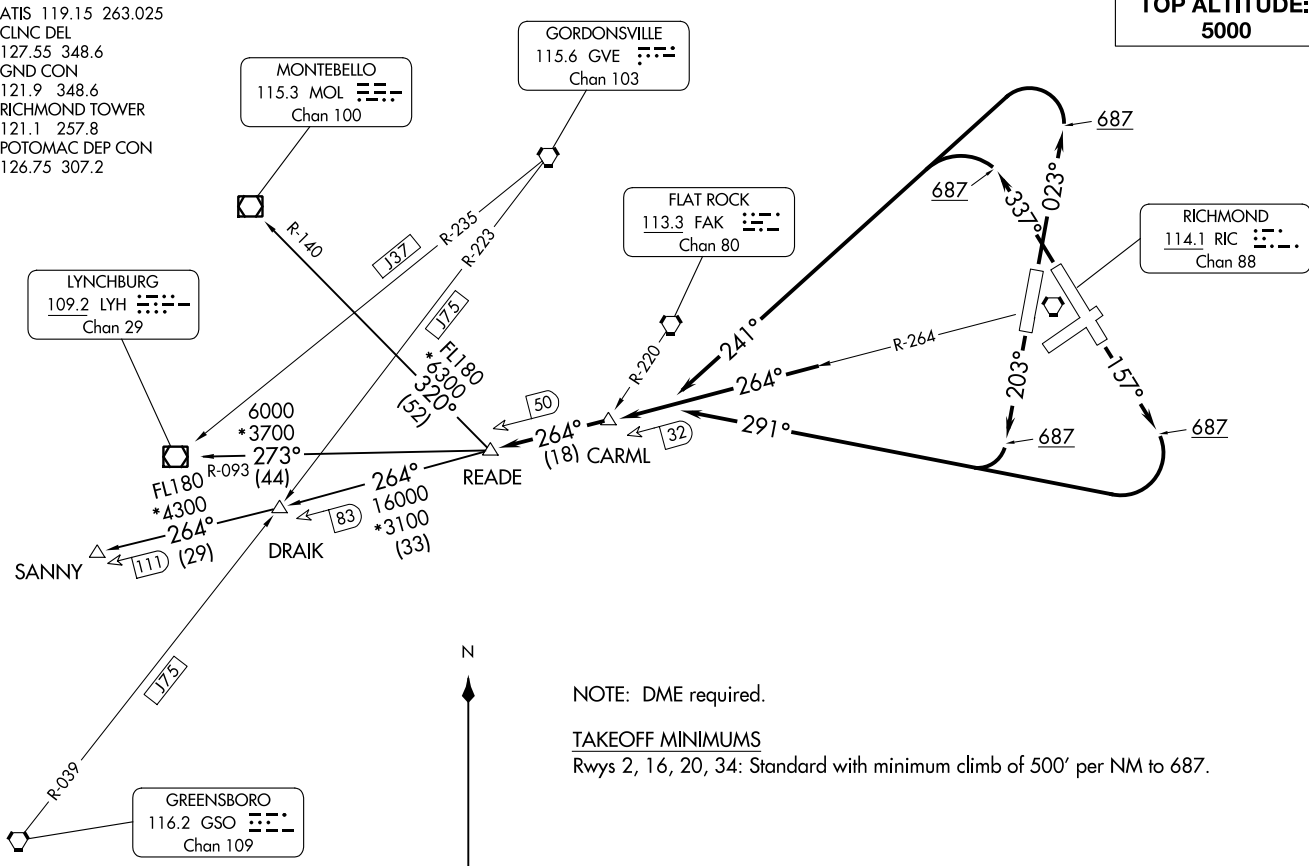 ATIS 119.15 263.025
CLNC DEL
127.55 348.6
GND CON
121.9 348.6
RICHMOND TOWER
121.1 257.8
POTOMAC DEP CON
126.75 307.2
TOP ALTITUDE:
5000
MONTEBELLO
115.3 MOL
Chan 100
GORDONSVILLE
115.6 GVE
Chan 103
FLAT ROCK
113.3 FAK
Chan 80
RICHMOND
114.1 RIC
Chan 88
LYNCHBURG
109.2 LYH
Chan 29
687
687
023°
337°
R-140
R-235
J37
R-223
J75
R-220
R-264
241°
264°
203°
157°
291°
687
687
FL180
*6300
320°
(52)
50
264°
(18)
CARML
32
READE
6000
*3700
R-093
273°
(44)
264°
16000
*3100
(33)
83
DRAIK
FL180
*4300
264°
(29)
111
SANNY
J75
R-039
GREENSBORO
116.2 GSO
Chan 109
N
NOTE: DME required.
TAKEOFF MINIMUMS
Rwys 2, 16, 20, 34: Standard with minimum climb of 500' per NM to 687.